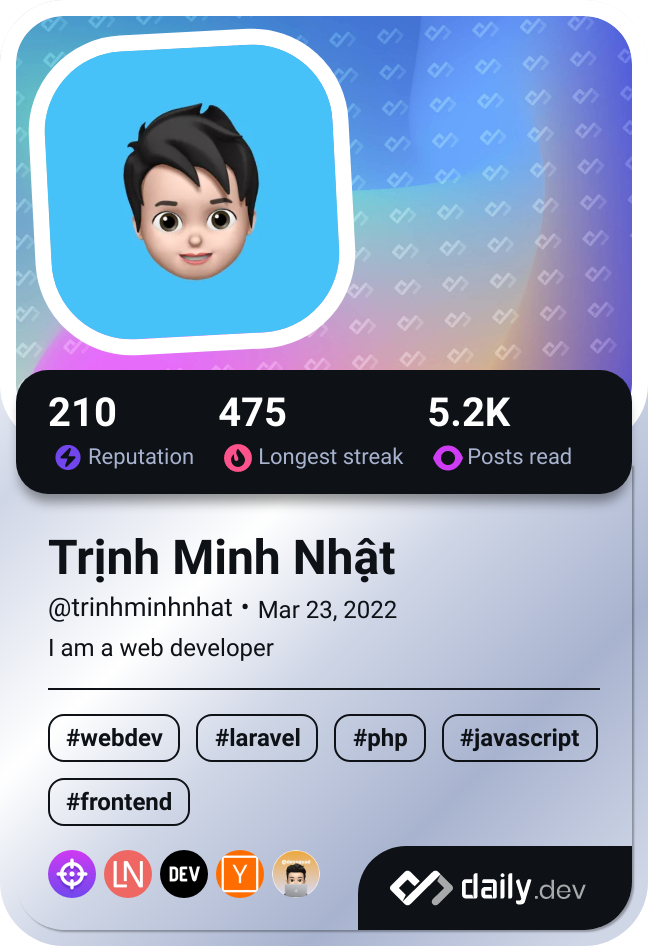 210 475 5.2K
Reputation Longest streak Posts read
Trịnh Minh Nhật
@trinhminhnhat • Mar 23, 2022
I am a web developer
#webdev #laravel #php #javascript
#frontend
LN DEV Y
daily.dev